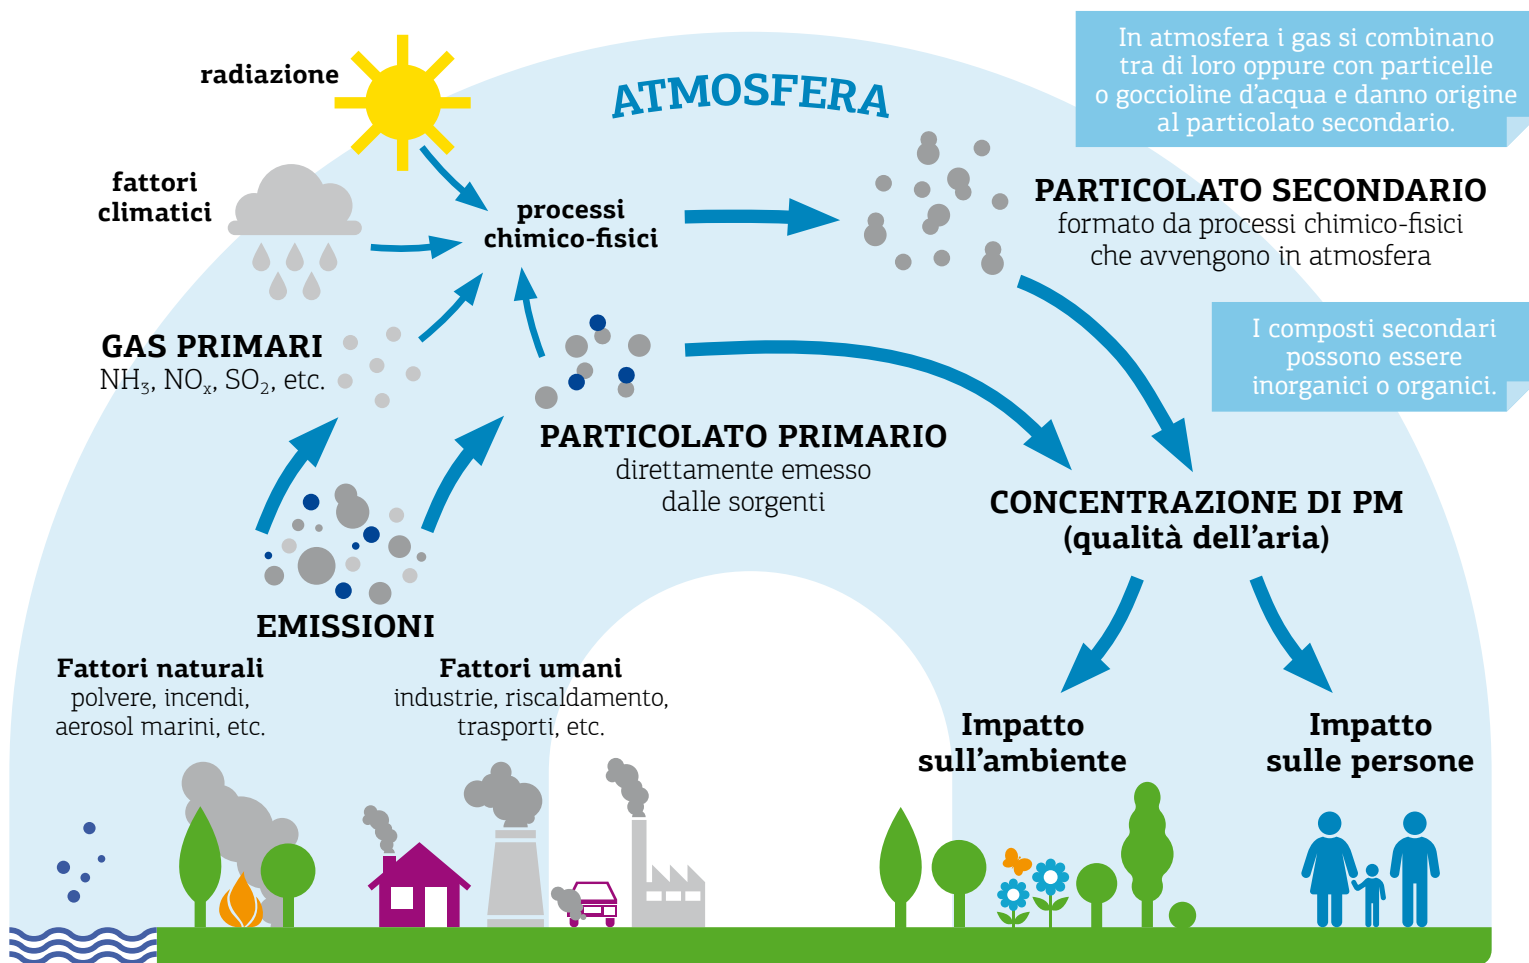 ATMOSFERA
In atmosfera i gas si combinano
tra di loro oppure con particelle
o goccioline d’acqua e danno origine
al particolato secondario.
radiazione
fattori
climatici
processi
chimico-fisici
PARTICOLATO SECONDARIO
formato da processi chimico-fisici
che avvengono in atmosfera
I composti secondari
possono essere
inorganici o organici.
GAS PRIMARI
NH₃, NOₓ, SO₂, etc.
PARTICOLATO PRIMARIO
direttamente emesso
dalle sorgenti
CONCENTRAZIONE DI PM
(qualità dell’aria)
EMISSIONI
Fattori naturali
polvere, incendi,
aerosol marini, etc.
Fattori umani
industrie, riscaldamento,
trasporti, etc.
Impatto
sull’ambiente
Impatto
sulle persone